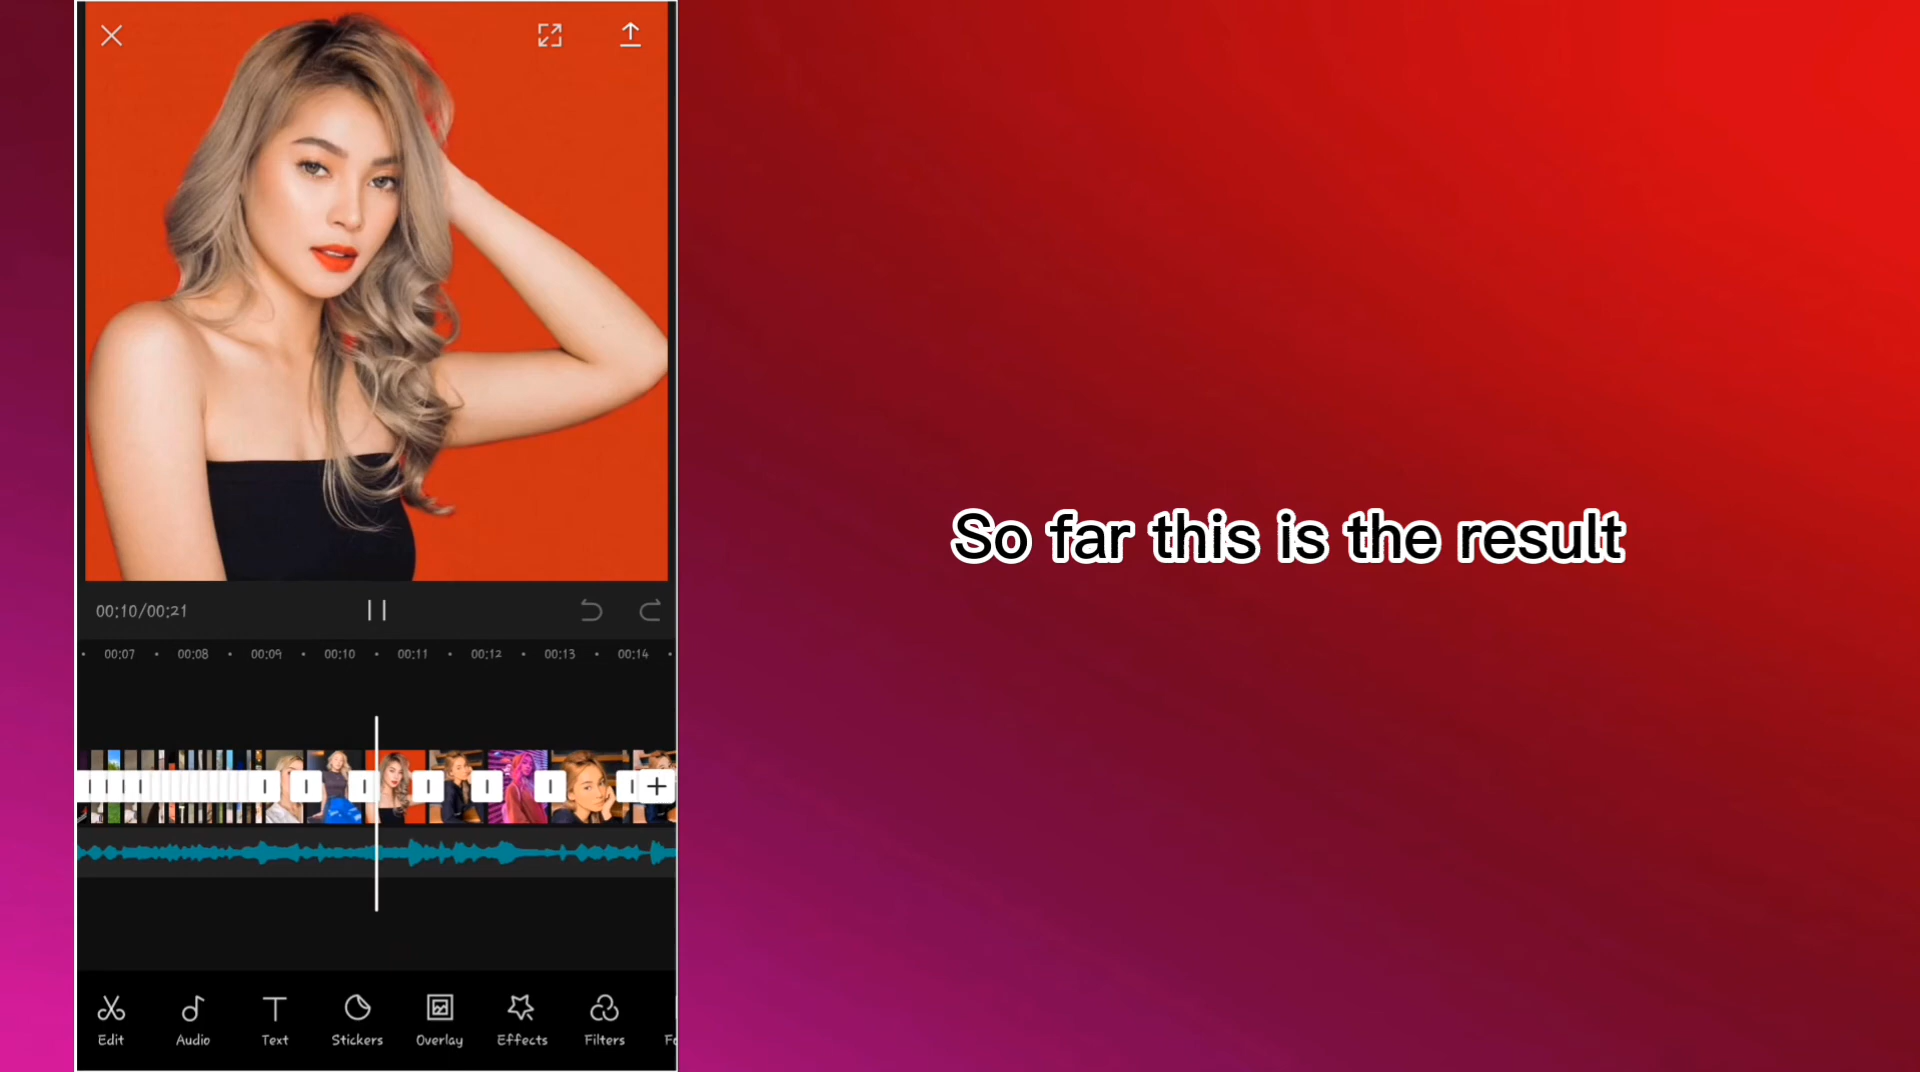 00:10/00:21
00:07 00:08 00:09 00:10 00:11 00:12 00:13 00:14
So far this is the result
Edit Audio Text Stickers Overlay Effects Filters